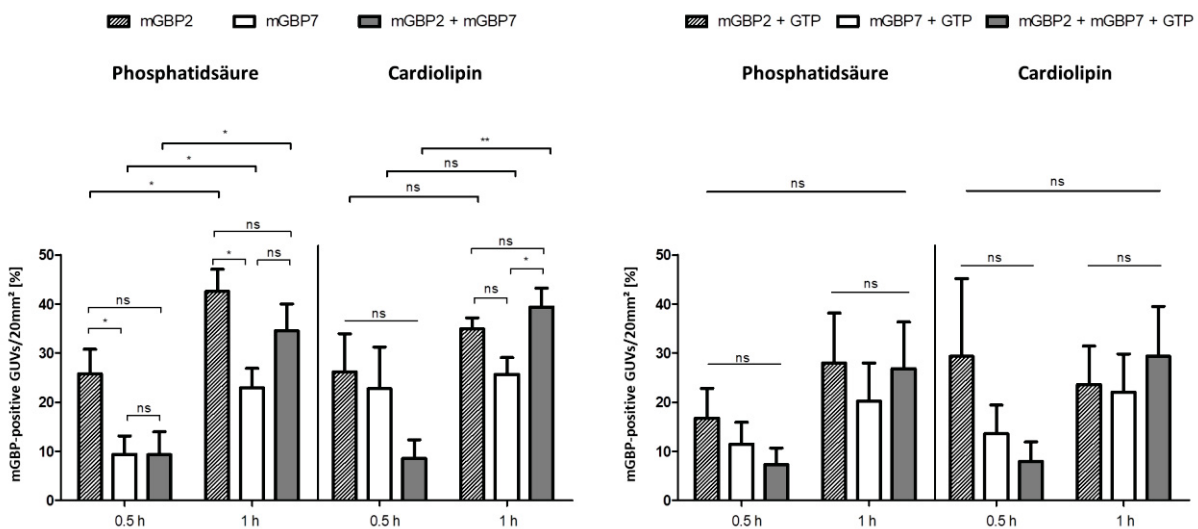 mGBP2 mGBP7 mGBP2 + mGBP7
Phosphatidsäure Cardiolipin
*
**
*
ns
*
ns
ns
ns
*
ns
*
ns
ns
*
ns
ns
ns
mGBP-positive GUVs/20mm² [%]
50
40
30
20
10
0
0.5 h 1 h 0.5 h 1 h
mGBP2 + GTP mGBP7 + GTP mGBP2 + mGBP7 + GTP
Phosphatidsäure Cardiolipin
ns ns
ns ns
ns
ns
mGBP-positive GUVs/20mm² [%]
50
40
30
20
10
0
0.5 h 1 h 0.5 h 1 h